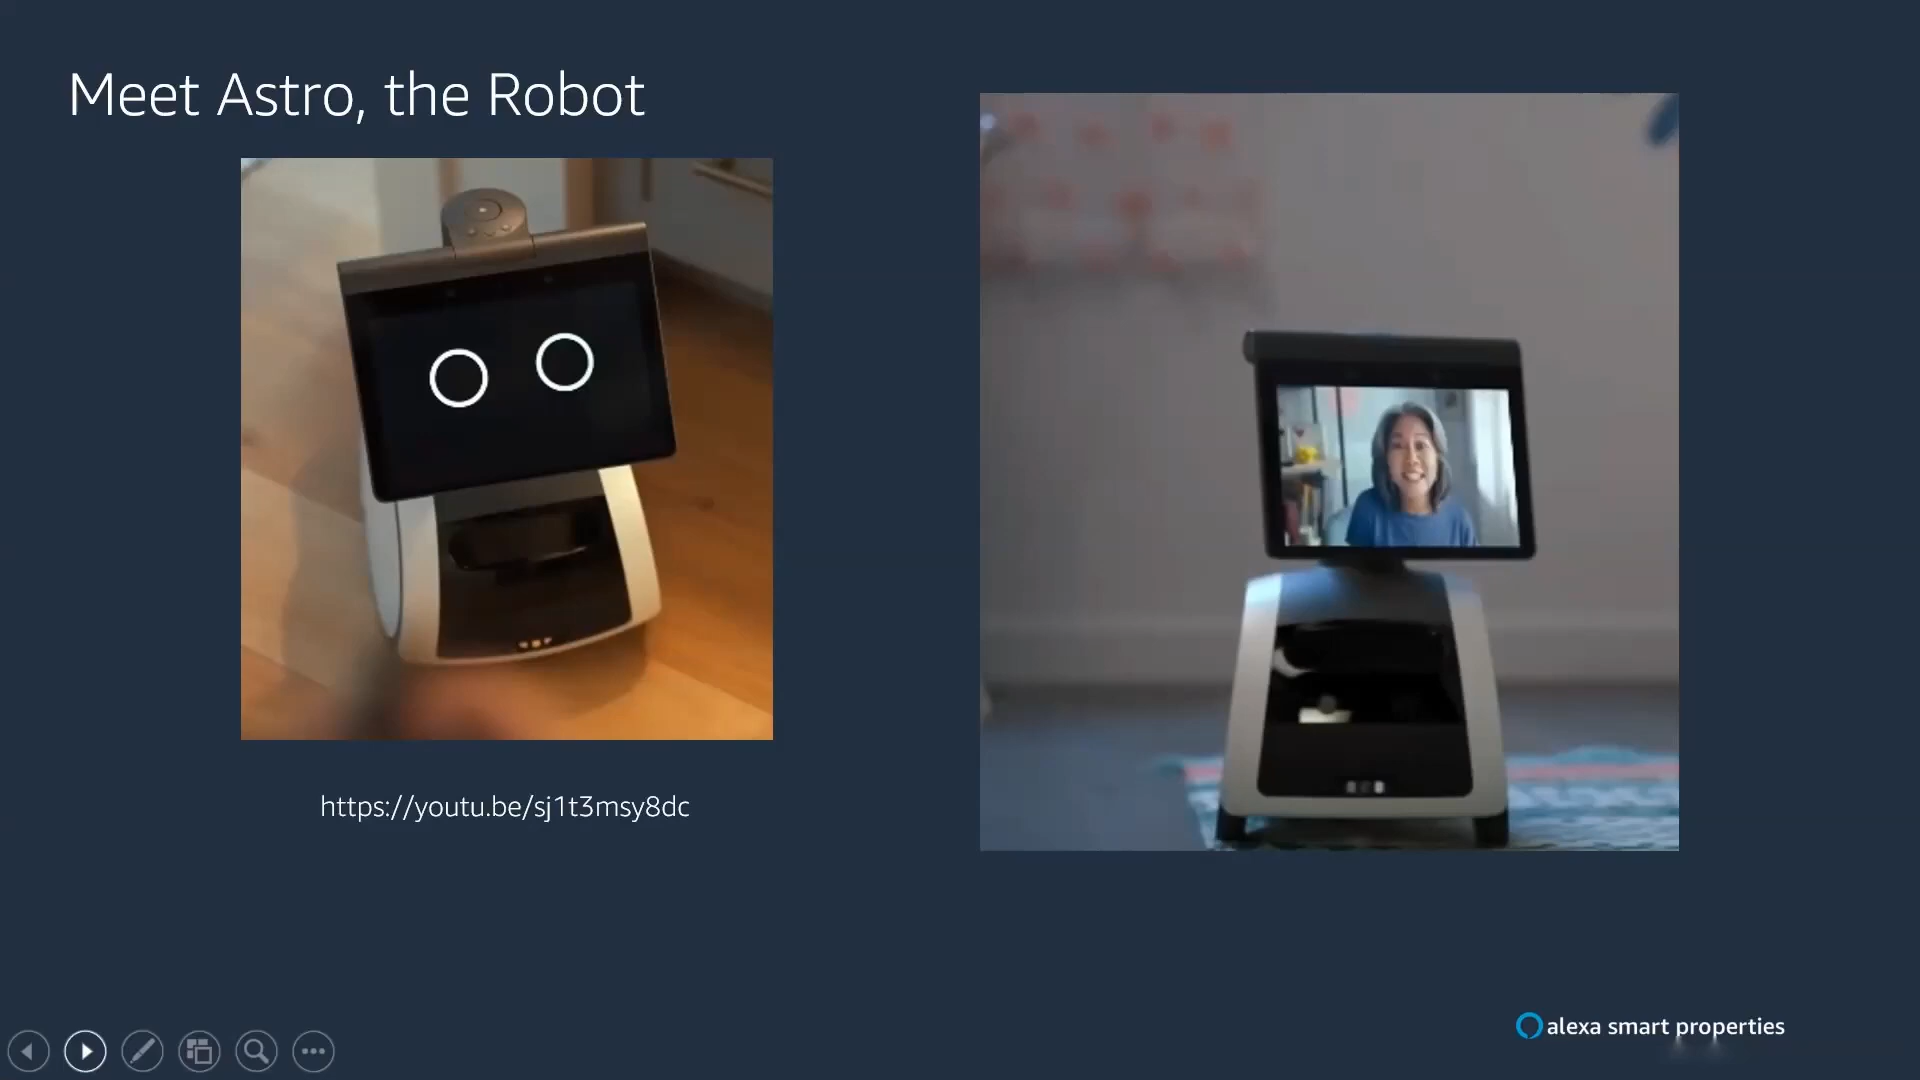 Meet Astro, the Robot
https://youtu.be/sj1t3msy8dc
alexa smart properties